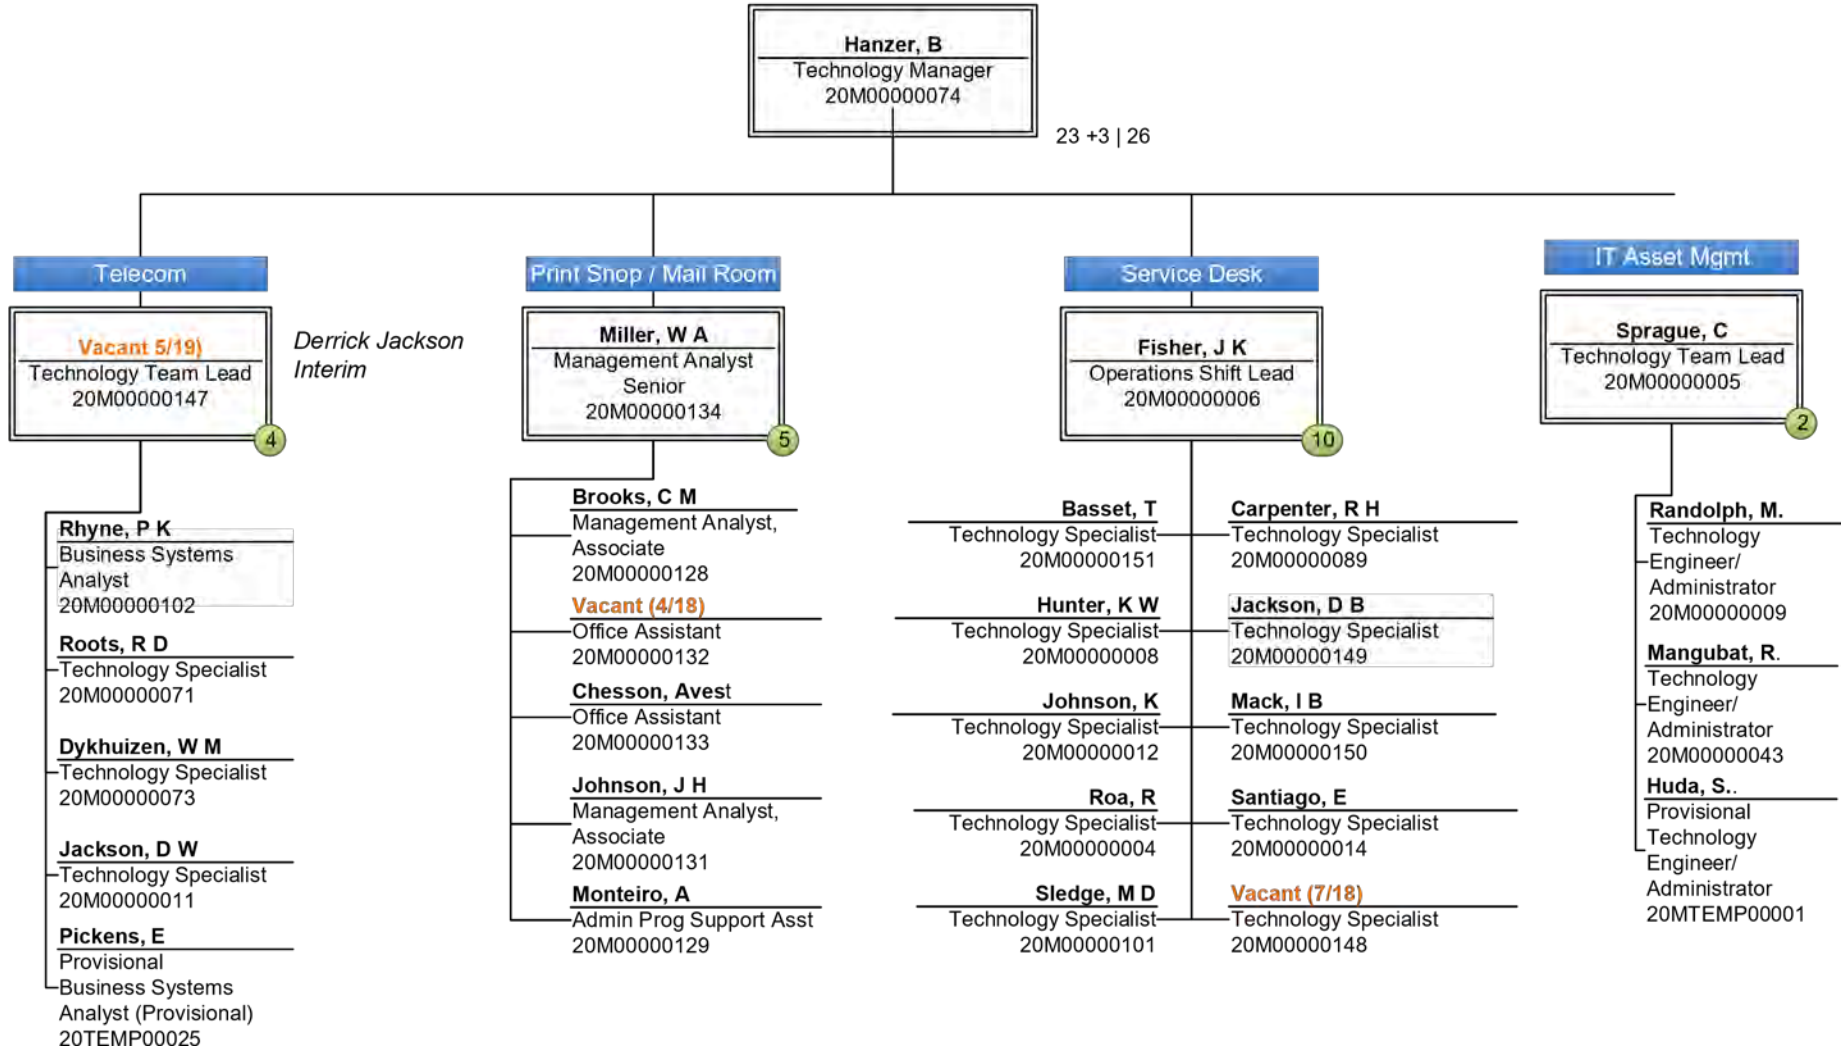 Hanzer, B
Technology Manager
20M00000074
23 +3 | 26
Telecom
Vacant 5/19)
Technology Team Lead
20M00000147
4
Derrick Jackson
Interim
Rhyne, P K
Business Systems
Analyst
20M00000102
Roots, R D
Technology Specialist
20M00000071
Dykhuizen, W M
Technology Specialist
20M00000073
Jackson, D W
Technology Specialist
20M00000011
Pickens, E
Provisional
Business Systems
Analyst (Provisional)
20TEMP00025
Print Shop / Mail Room
Miller, W A
Management Analyst
Senior
20M00000134
5
Brooks, C M
Management Analyst,
Associate
20M00000128
Vacant (4/18)
Office Assistant
20M00000132
Chesson, Avest
Office Assistant
20M00000133
Johnson, J H
Management Analyst,
Associate
20M00000131
Monteiro, A
Admin Prog Support Asst
20M00000129
Service Desk
Fisher, J K
Operations Shift Lead
20M00000006
10
Basset, T
Technology Specialist
20M00000151
Carpenter, R H
Technology Specialist
20M00000089
Hunter, K W
Technology Specialist
20M00000008
Jackson, D B
Technology Specialist
20M00000149
Johnson, K
Technology Specialist
20M00000012
Mack, I B
Technology Specialist
20M00000150
Roa, R
Technology Specialist
20M00000004
Santiago, E
Technology Specialist
20M00000014
Sledge, M D
Technology Specialist
20M00000101
Vacant (7/18)
Technology Specialist
20M00000148
IT Asset Mgmt
Sprague, C
Technology Team Lead
20M00000005
2
Randolph, M.
Technology
Engineer/
Administrator
20M00000009
Mangubat, R.
Technology
Engineer/
Administrator
20M00000043
Huda, S..
Provisional
Technology
Engineer/
Administrator
20MTEMP00001